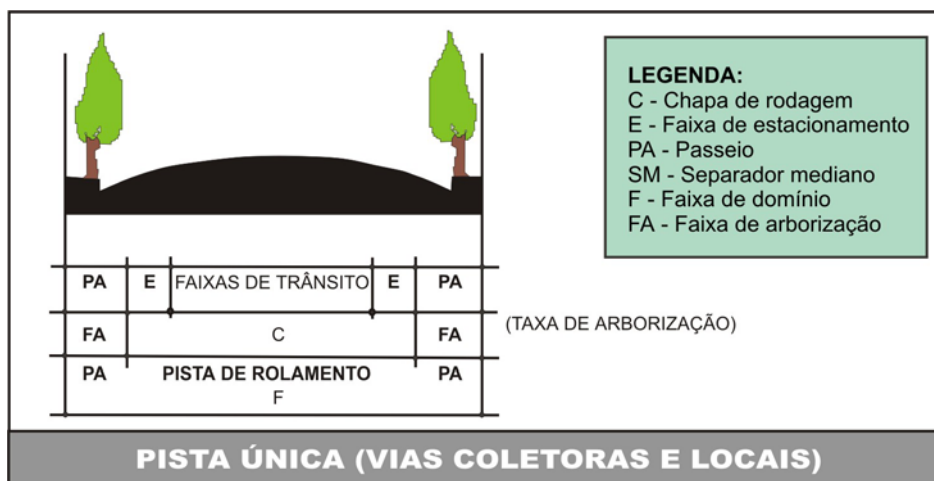 LEGENDA:
C - Chapa de rodagem
E - Faixa de estacionamento
PA - Passeio
SM - Separador mediano
F - Faixa de domínio
FA - Faixa de arborização
PA E FAIXAS DE TRÂNSITO E PA
FA C FA (TAXA DE ARBORIZAÇÃO)
PA PISTA DE ROLAMENTO PA
F
PISTA ÚNICA (VIAS COLETORAS E LOCAIS)